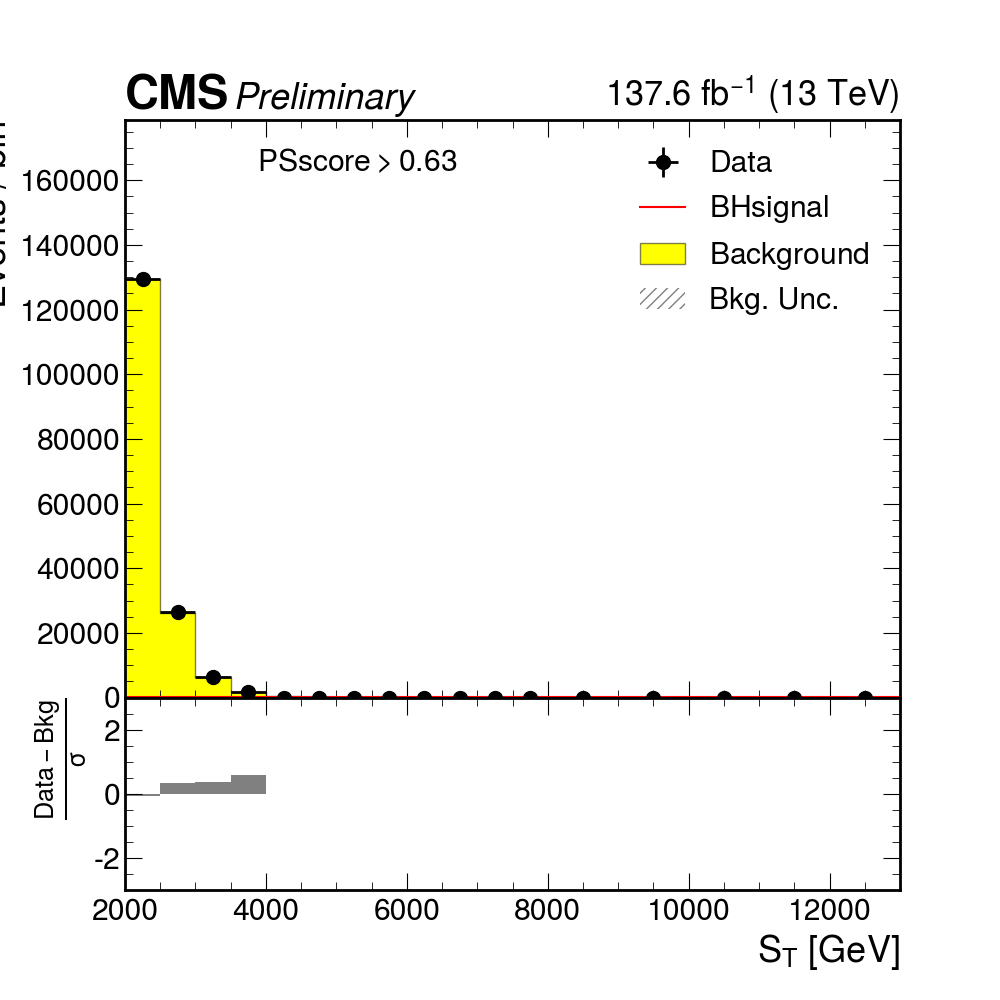 CMS Preliminary 137.6 fb⁻¹ (13 TeV)
PSscore > 0.63
Data
BHsignal
Background
Bkg. Unc.
160000
140000
120000
100000
80000
60000
40000
20000
0
Data – Bkg
σ
2
0
-2
2000 4000 6000 8000 10000 12000
S_T [GeV]